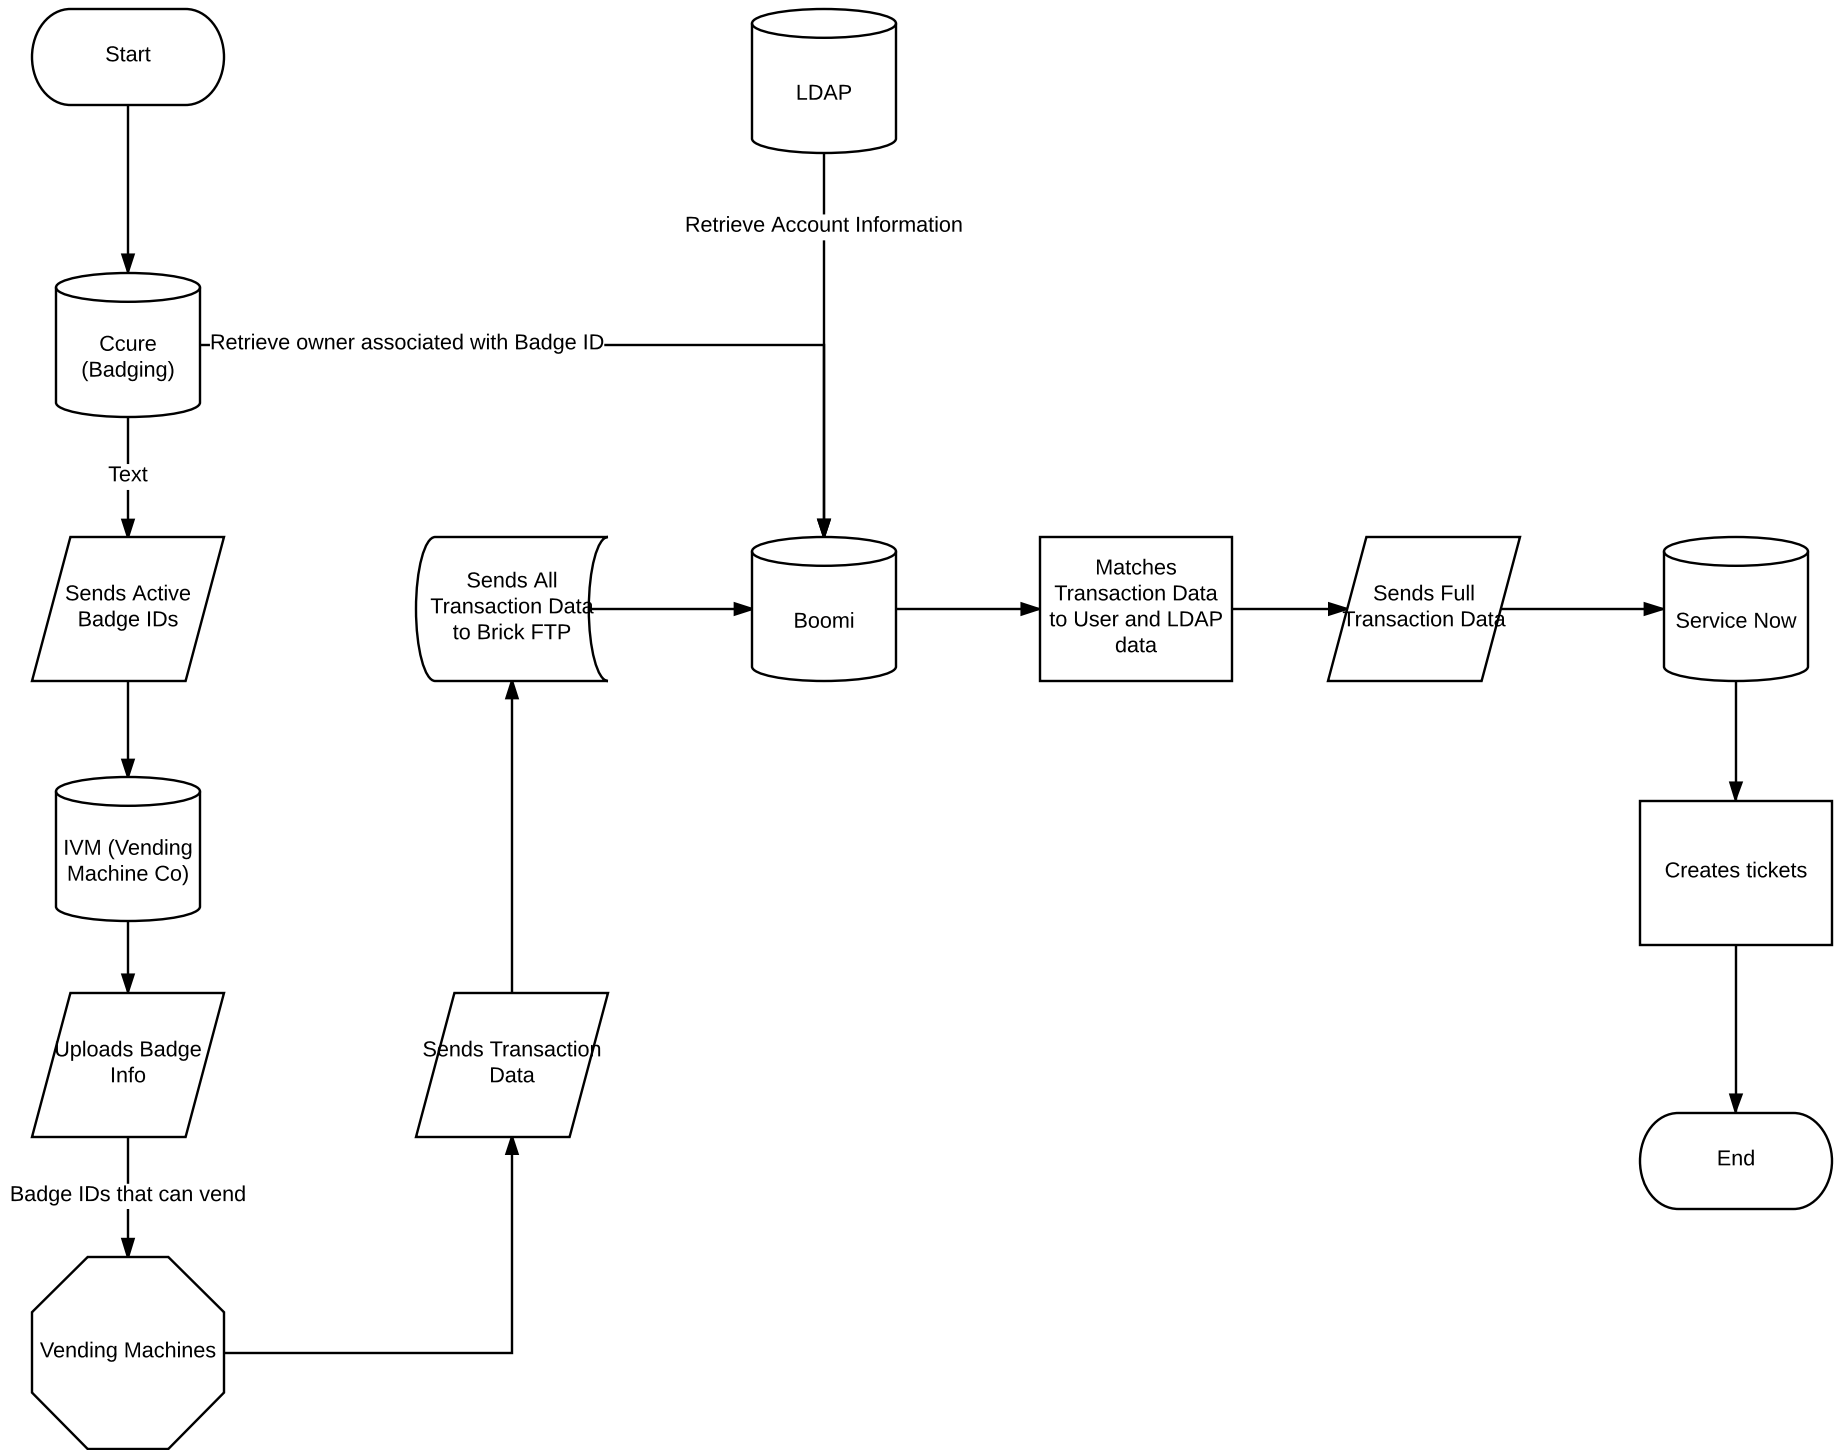 Start
LDAP
Retrieve Account Information
Ccure
(Badging)
Retrieve owner associated with Badge ID
Text
Sends Active
Badge IDs
Sends All
Transaction Data
to Brick FTP
Boomi
Matches
Transaction Data
to User and LDAP
data
Sends Full
Transaction Data
Service Now
IVM (Vending
Machine Co)
Creates tickets
Uploads Badge
Info
Sends Transaction
Data
Badge IDs that can vend
End
Vending Machines